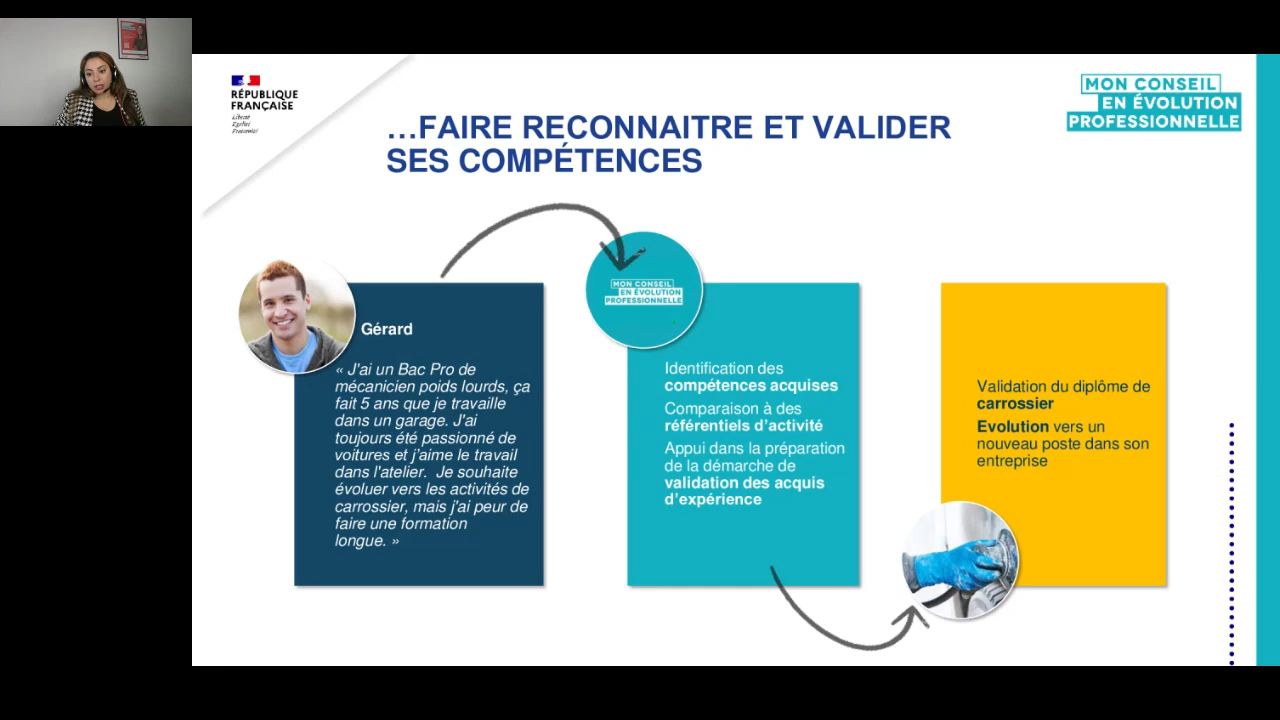 RÉPUBLIQUE
FRANÇAISE
Liberté
Égalité
Fraternité
MON CONSEIL
EN ÉVOLUTION
PROFESSIONNELLE
…FAIRE RECONNAITRE ET VALIDER
SES COMPÉTENCES
Gérard
« J'ai un Bac Pro de
mécanicien poids lourds, ça
fait 5 ans que je travaille
dans un garage. J'ai
toujours été passionné de
voitures et j’aime le travail
dans l'atelier. Je souhaite
évoluer vers les activités de
carrossier, mais j'ai peur de
faire une formation
longue. »
MON CONSEIL
EN ÉVOLUTION
PROFESSIONNELLE
Identification des
compétences acquises
Comparaison à des
référentiels d’activité
Appui dans la préparation
de la démarche de
validation des acquis
d’expérience
Validation du diplôme de
carrossier
Evolution vers un
nouveau poste dans son
entreprise